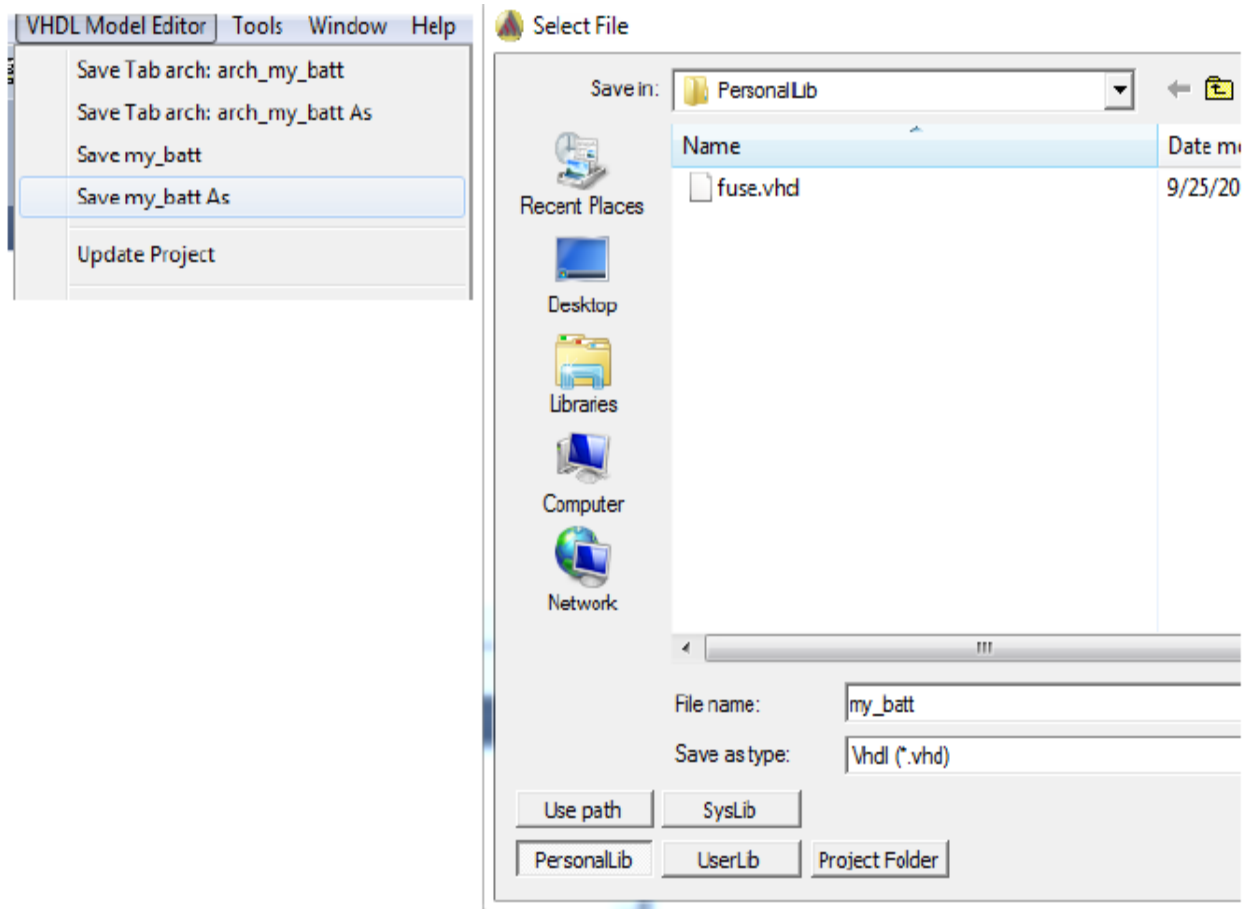 VHDL Model Editor Tools Window Help
Save Tab arch: arch_my_batt
Save Tab arch: arch_my_batt As
Save my_batt
Save my_batt As
Update Project
Select File
Save in: PersonalLib
Name Date mo
fuse.vhd 9/25/20
Recent Places
Desktop
Libraries
Computer
Network
File name: my_batt
Save as type: Vhdl (*.vhd)
Use path SysLib
PersonalLib UserLib Project Folder